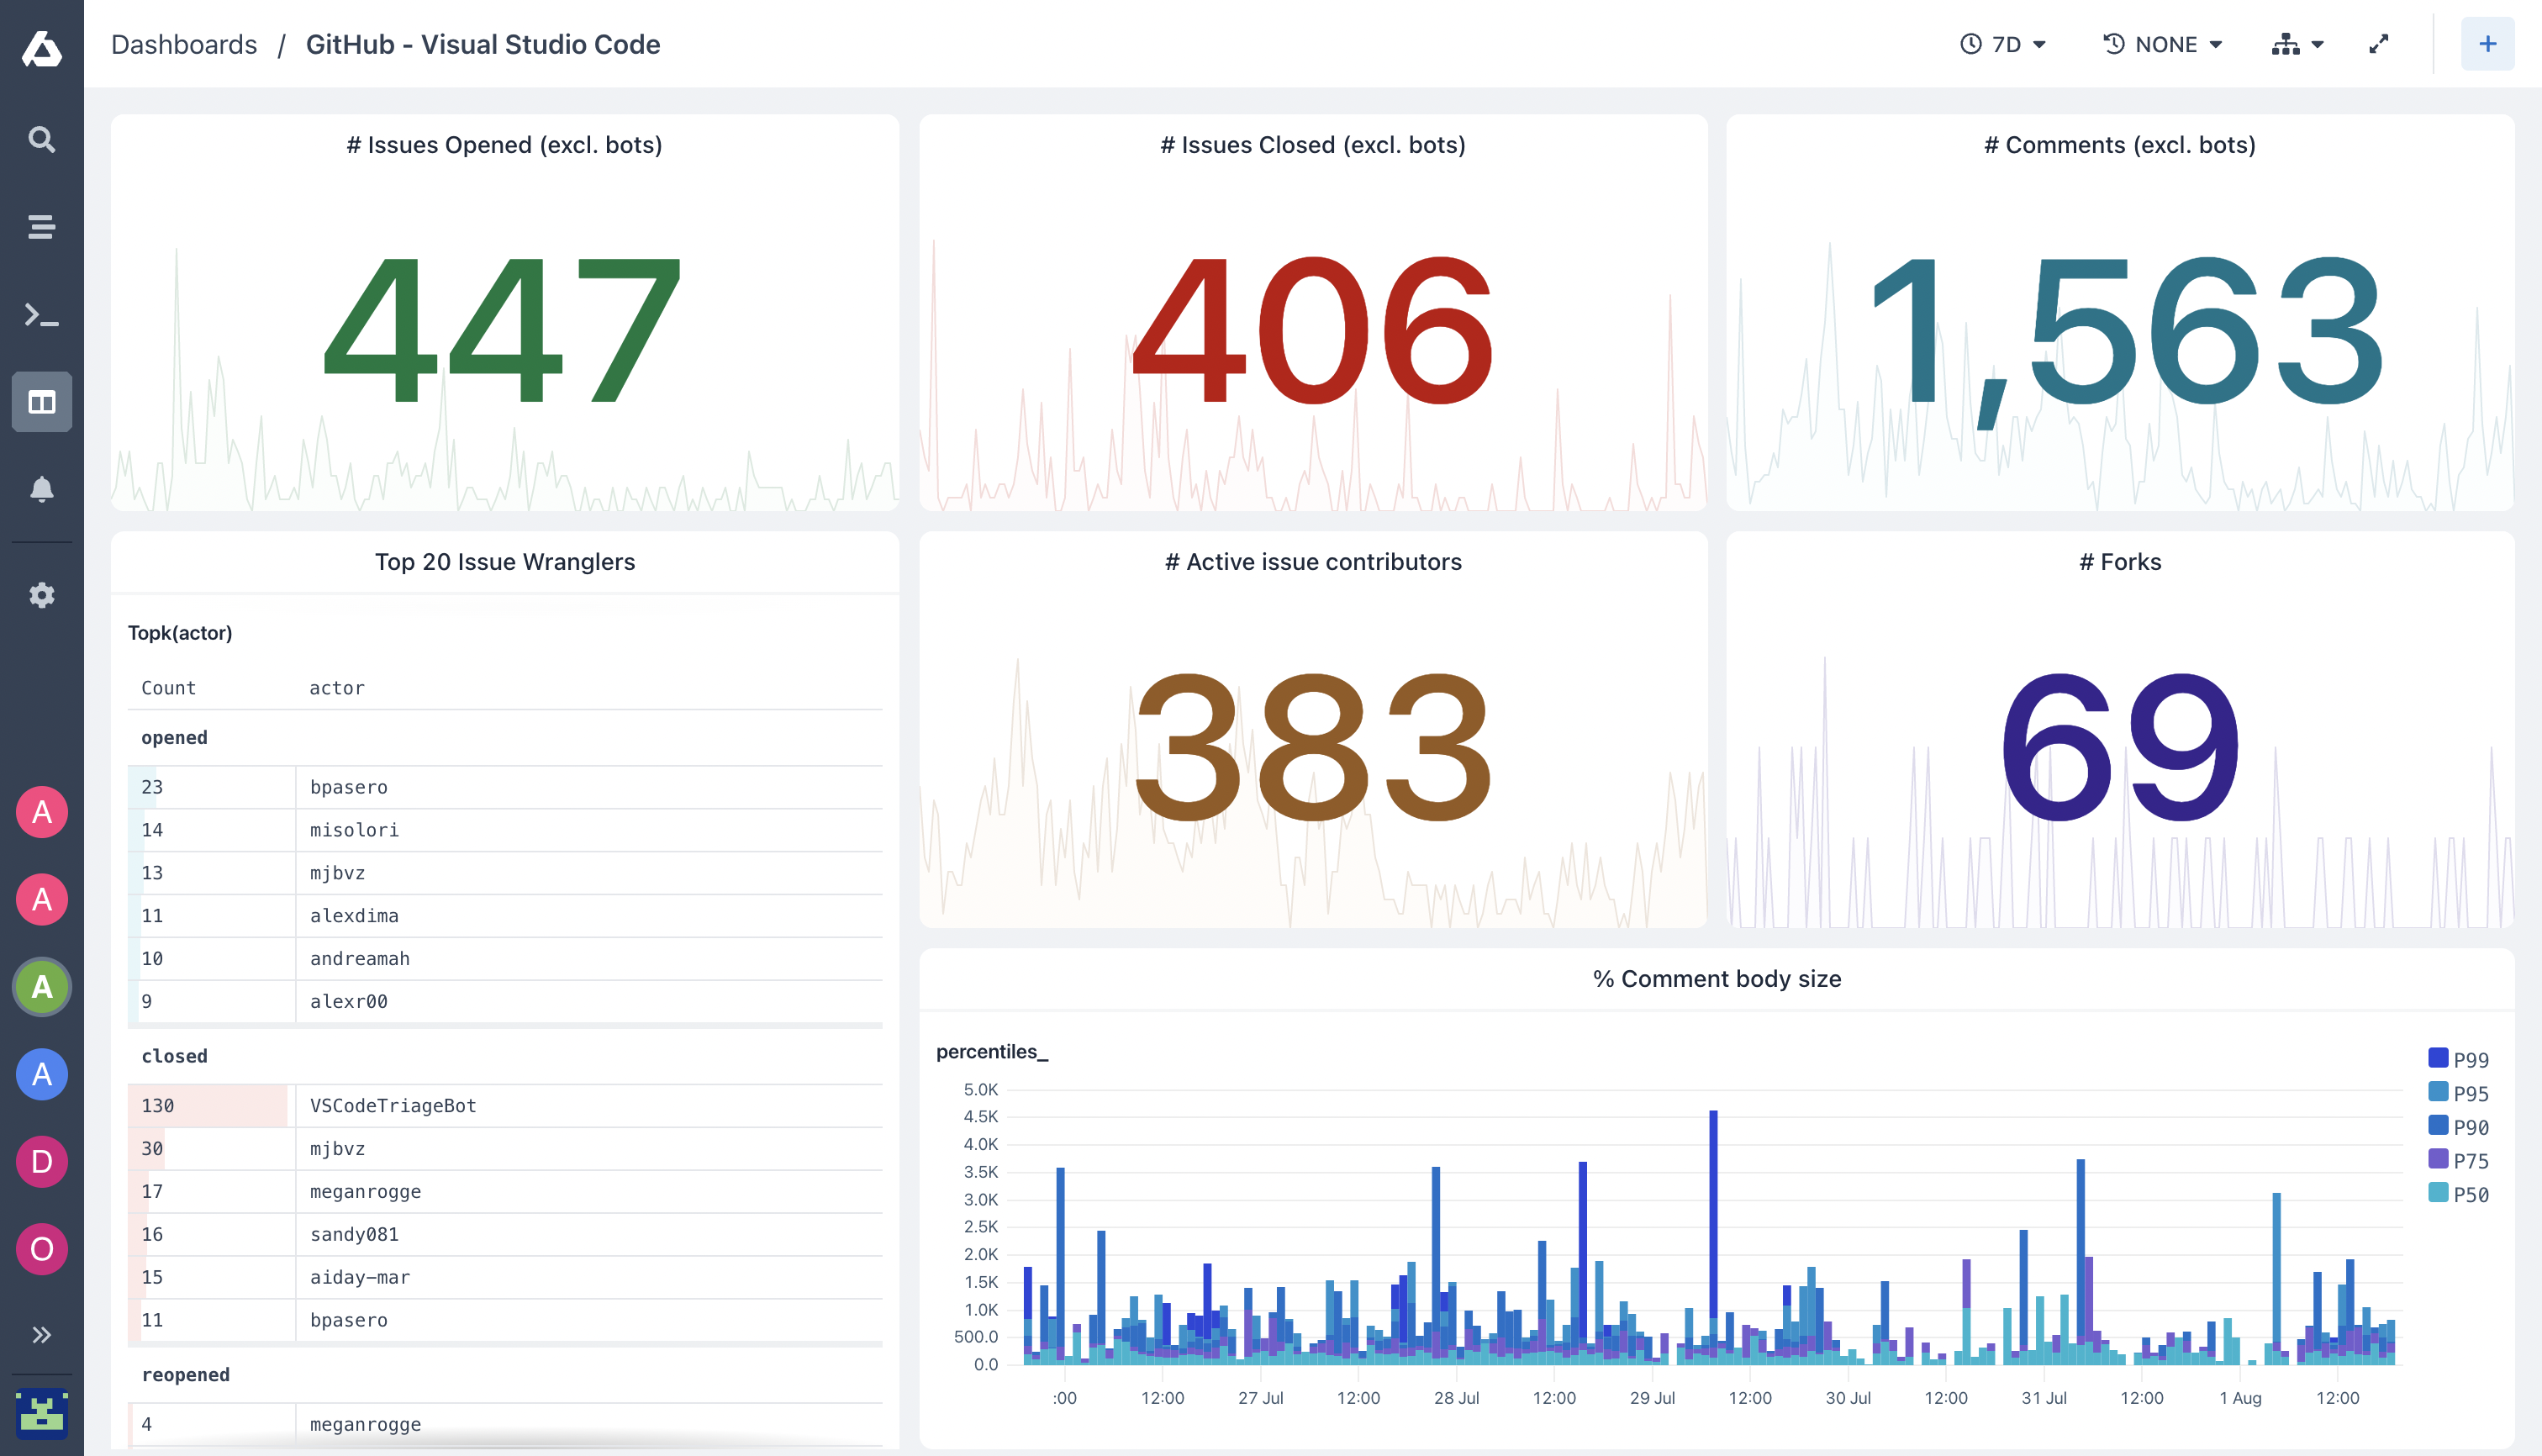 Dashboards / GitHub - Visual Studio Code
7D
NONE
+
# Issues Opened (excl. bots)
447
# Issues Closed (excl. bots)
406
# Comments (excl. bots)
1,563
Top 20 Issue Wranglers
Topk(actor)
Count actor
opened
23 bpasero
14 misolori
13 mjbvz
11 alexdima
10 andreamah
9 alexr00
closed
130 VSCodeTriageBot
30 mjbvz
17 meganrogge
16 sandy081
15 aiday-mar
11 bpasero
reopened
4 meganrogge
# Active issue contributors
383
# Forks
69
% Comment body size
percentiles_
5.0K
4.5K
4.0K
3.5K
3.0K
2.5K
2.0K
1.5K
1.0K
500.0
0.0
:00 12:00 27 Jul 12:00 28 Jul 12:00 29 Jul 12:00 30 Jul 12:00 31 Jul 12:00 1 Aug 12:00
P99
P95
P90
P75
P50
A
A
A
A
D
O